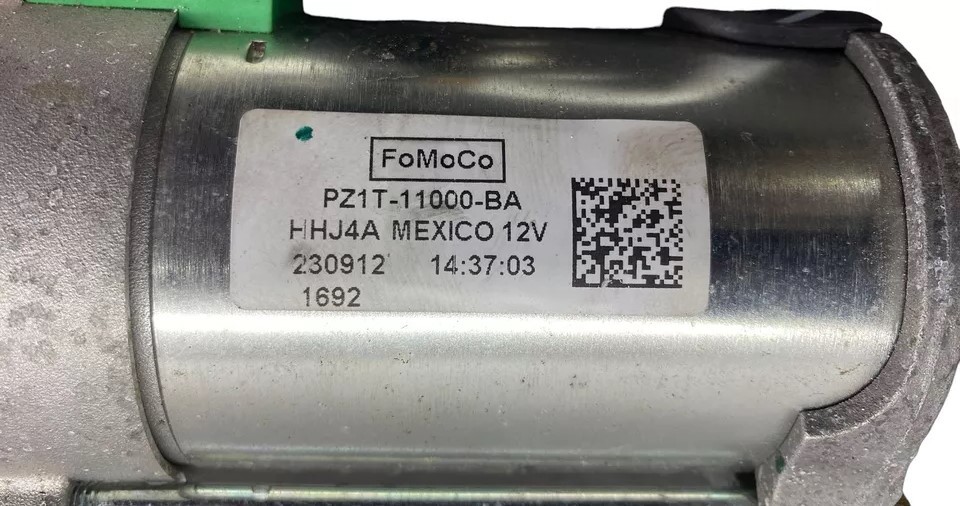 FoMoCo
PZ1T-11000-BA
HHJ4A MEXICO 12V
230912 14:37:03
1692